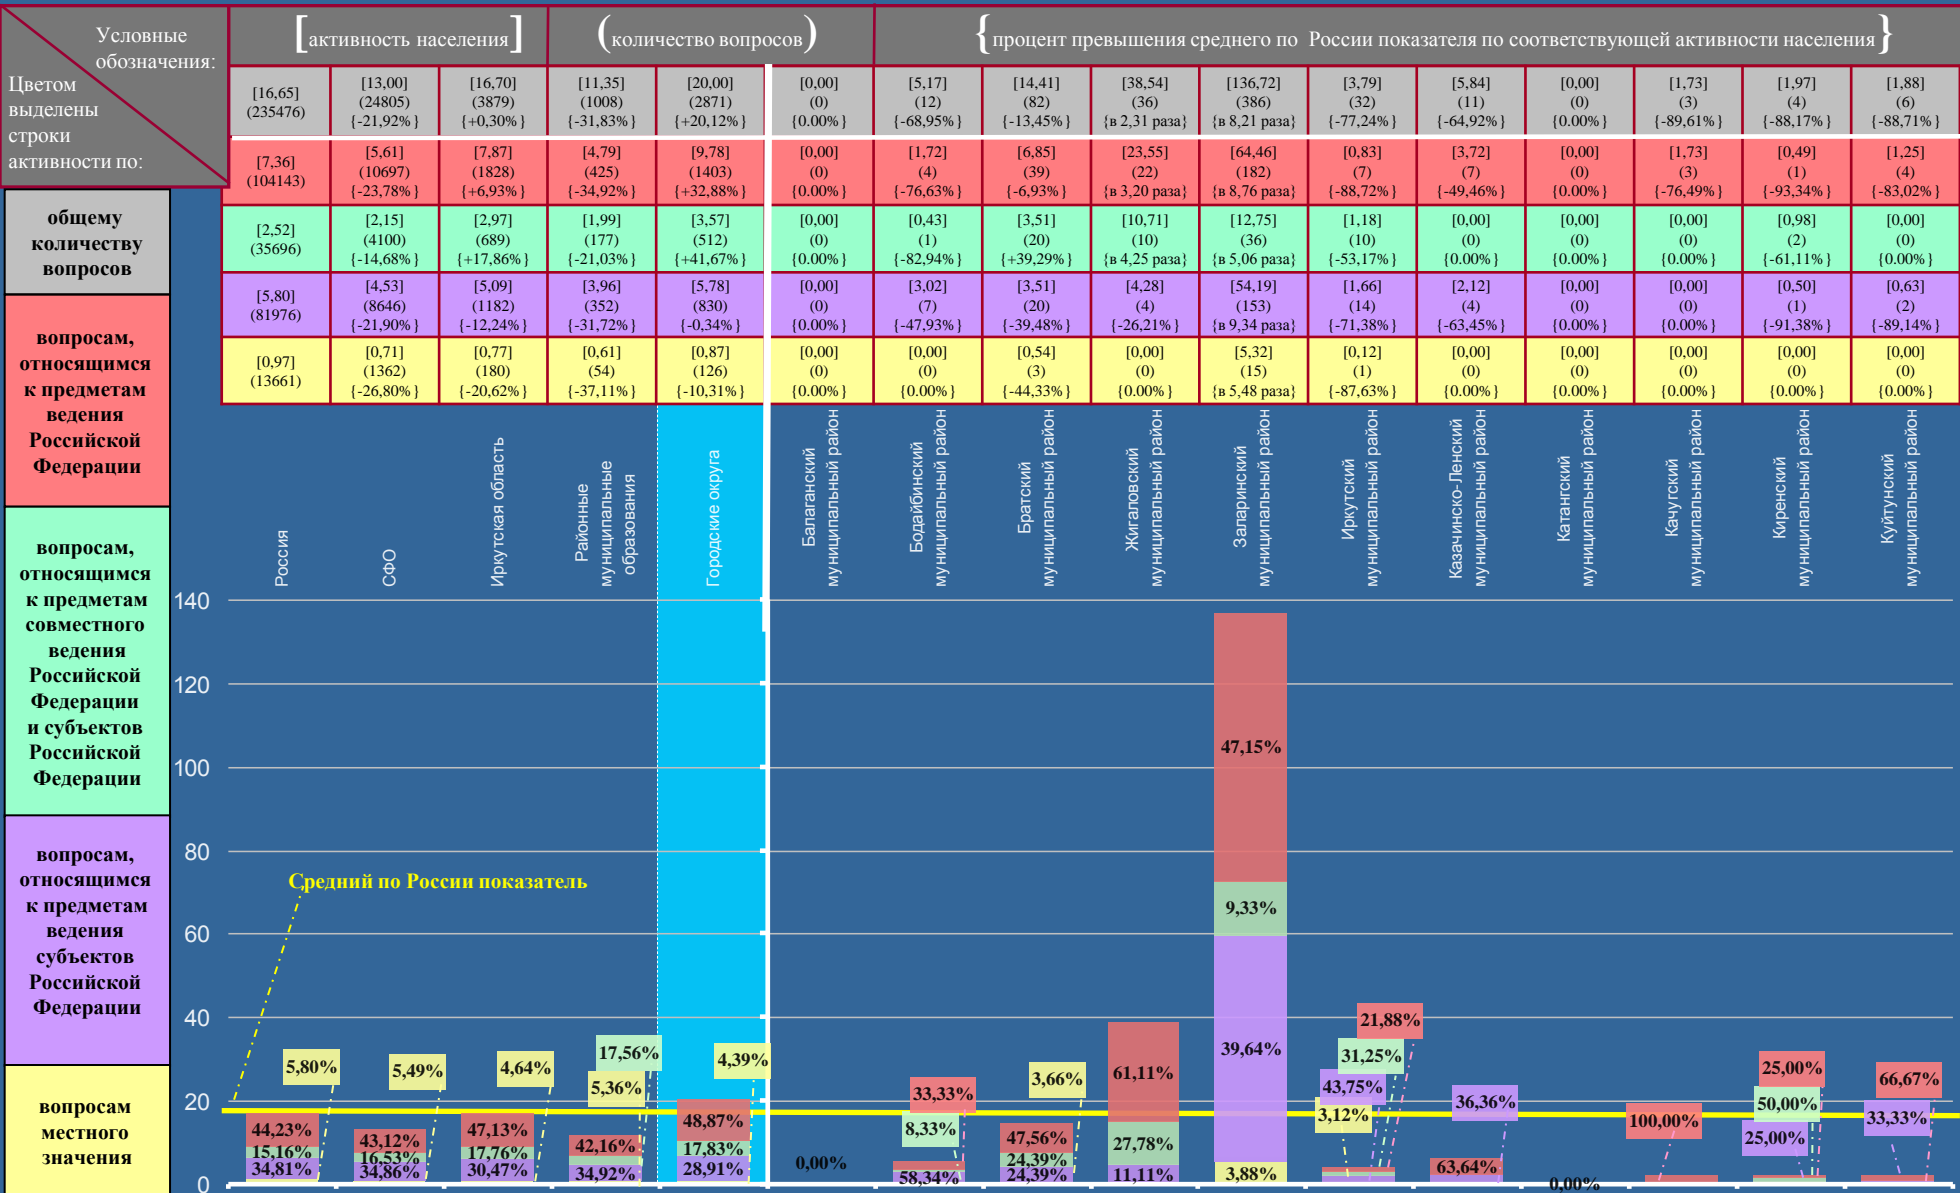 Условные
обозначения:
Цветом
выделены
строки
активности по:
[активность населения]
(количество вопросов)
{процент превышения среднего по России показателя по соответствующей активности населения}
[16,65] [13,00] [16,70] [11,35] [20,00] [0,00] [5,17] [14,41] [38,54] [136,72] [3,79] [5,84] [0,00] [1,73] [1,97] [1,88]
(235476) (24805) (3879) (1008) (2871) (0) (12) (82) (36) (386) (32) (11) (0) (3) (4) (6)
{-21,92%} {+0,30%} {-31,83%} {+20,12%} {0.00%} {-68,95%} {-13,45%} {в 2,31 раза} {в 8,21 раза} {-77,24%} {-64,92%} {0.00%} {-89,61%} {-88,17%} {-88,71%}
[7,36] [5,61] [7,87] [4,79] [9,78] [0,00] [1,72] [6,85] [23,55] [64,46] [0,83] [3,72] [0,00] [1,73] [0,49] [1,25]
(104143) (10697) (1828) (425) (1403) (0) (4) (39) (22) (182) (7) (7) (0) (3) (1) (4)
{-23,78%} {+6,93%} {-34,92%} {+32,88%} {0.00%} {-76,63%} {-6,93%} {в 3,20 раза} {в 8,76 раза} {-88,72%} {-49,46%} {0.00%} {-76,49%} {-93,34%} {-83,02%}
[2,52] [2,15] [2,97] [1,99] [3,57] [0,00] [0,43] [3,51] [10,71] [12,75] [1,18] [0,00] [0,00] [0,00] [0,98] [0,00]
(35696) (4100) (689) (177) (512) (0) (1) (20) (10) (36) (10) (0) (0) (0) (2) (0)
{-14,68%} {+17,86%} {-21,03%} {+41,67%} {0.00%} {-82,94%} {+39,29%} {в 4,25 раза} {в 5,06 раза} {-53,17%} {0.00%} {0.00%} {0.00%} {-61,11%} {0.00%}
[5,80] [4,53] [5,09] [3,96] [5,78] [0,00] [3,02] [3,51] [4,28] [54,19] [1,66] [2,12] [0,00] [0,00] [0,50] [0,63]
(81976) (8646) (1182) (352) (830) (0) (7) (20) (4) (153) (14) (4) (0) (0) (1) (2)
{-21,90%} {-12,24%} {-31,72%} {-0,34%} {0.00%} {-47,93%} {-39,48%} {-26,21%} {в 9,34 раза} {-71,38%} {-63,45%} {0.00%} {0.00%} {-91,38%} {-89,14%}
[0,97] [0,71] [0,77] [0,61] [0,87] [0,00] [0,00] [0,54] [0,00] [5,32] [0,12] [0,00] [0,00] [0,00] [0,00] [0,00]
(13661) (1362) (180) (54) (126) (0) (0) (3) (0) (15) (1) (0) (0) (0) (0) (0)
{-26,80%} {-20,62%} {-37,11%} {-10,31%} {0.00%} {0.00%} {-44,33%} {0.00%} {в 5,48 раза} {-87,63%} {0.00%} {0.00%} {0.00%} {0.00%} {0.00%}
общему
количеству
вопросов
вопросам,
относящимся
к предметам
ведения
Российской
Федерации
вопросам,
относящимся
к предметам
совместного
ведения
Российской
Федерации
и субъектов
Российской
Федерации
вопросам,
относящимся
к предметам
ведения
субъектов
Российской
Федерации
вопросам
местного
значения
Россия
СФО
Иркутская область
Районные
муниципальные
образования
Городские округа
Балаганский
муниципальный район
Бодайбинский
муниципальный район
Братский
муниципальный район
Жигаловский
муниципальный район
Заларинский
муниципальный район
Иркутский
муниципальный район
Казачинско-Ленский
муниципальный район
Катангский
муниципальный район
Качугский
муниципальный район
Киренский
муниципальный район
Куйтунский
муниципальный район
140
120
100
80
60
40
20
0
Средний по России показатель
5,80%
44,23%
15,16%
34,81%
5,49%
43,12%
16,53%
34,86%
4,64%
47,13%
17,76%
30,47%
17,56%
5,36%
42,16%
34,92%
4,39%
48,87%
17,83%
28,91%
0,00%
33,33%
8,33%
58,34%
3,66%
47,56%
24,39%
24,39%
61,11%
27,78%
11,11%
47,15%
9,33%
39,64%
3,88%
21,88%
31,25%
43,75%
3,12%
36,36%
63,64%
0,00%
100,00%
25,00%
50,00%
25,00%
66,67%
33,33%